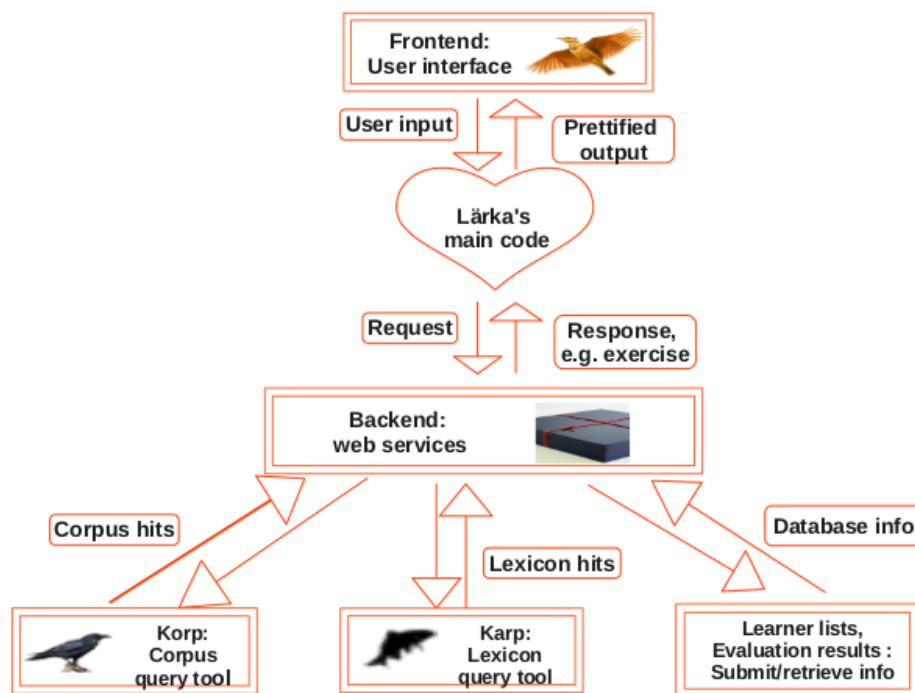 Frontend:
User interface
User input
Prettified
output
Lärka's
main code
Request
Response,
e.g. exercise
Backend:
web services
Corpus hits
Lexicon hits
Database info
Korp:
Corpus
query tool
Karp:
Lexicon
query tool
Learner lists,
Evaluation results :
Submit/retrieve info